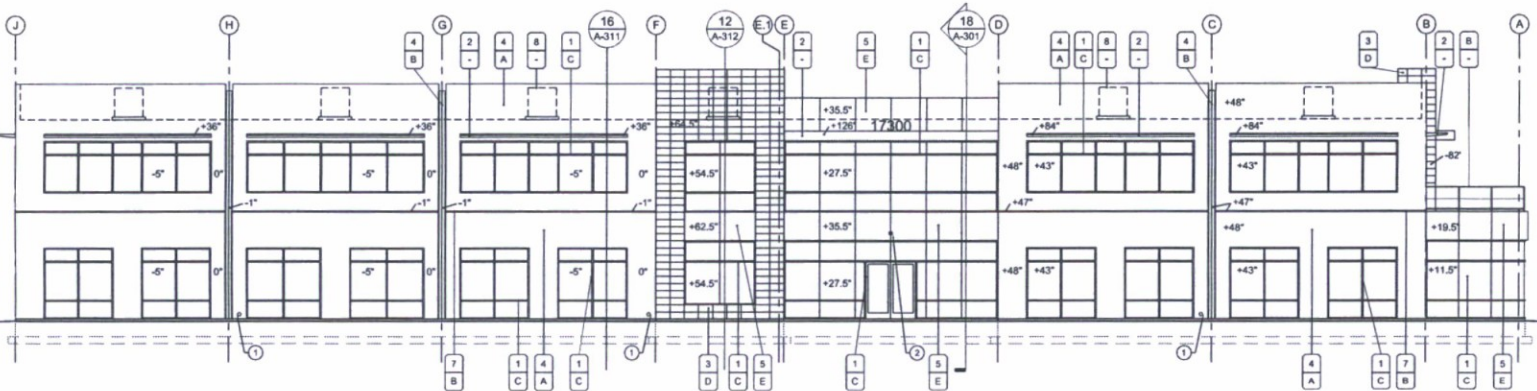 J H G F E.1 E D C B A
16 A-311
12 A-312
18 A-301
4 B
2 -
4 A
8 -
1 C
2 -
5 E
1 C
4 A
1 C
8 -
2 -
4 B
3 D
2 -
8 -
+35.5" +48"
+36" +36" +36" +54.5" +126" 17300 +84" +84"
-5" 0" -5" 0" -5" 0" +54.5" +27.5" +48" +43" +43" -82'
-1" -1" -1" -1" -1" +47" +47"
+62.5" +35.5" +48" +19.5"
-5" 0" -5" 0" -5" 0" +54.5" +27.5" +48" +43" +43" +11.5"
1 1 2 1
7 B
1 C
4 A
1 C
3 D
1 C
5 E
1 C
5 E
4 A
1 C
7 B
1 C
5 E